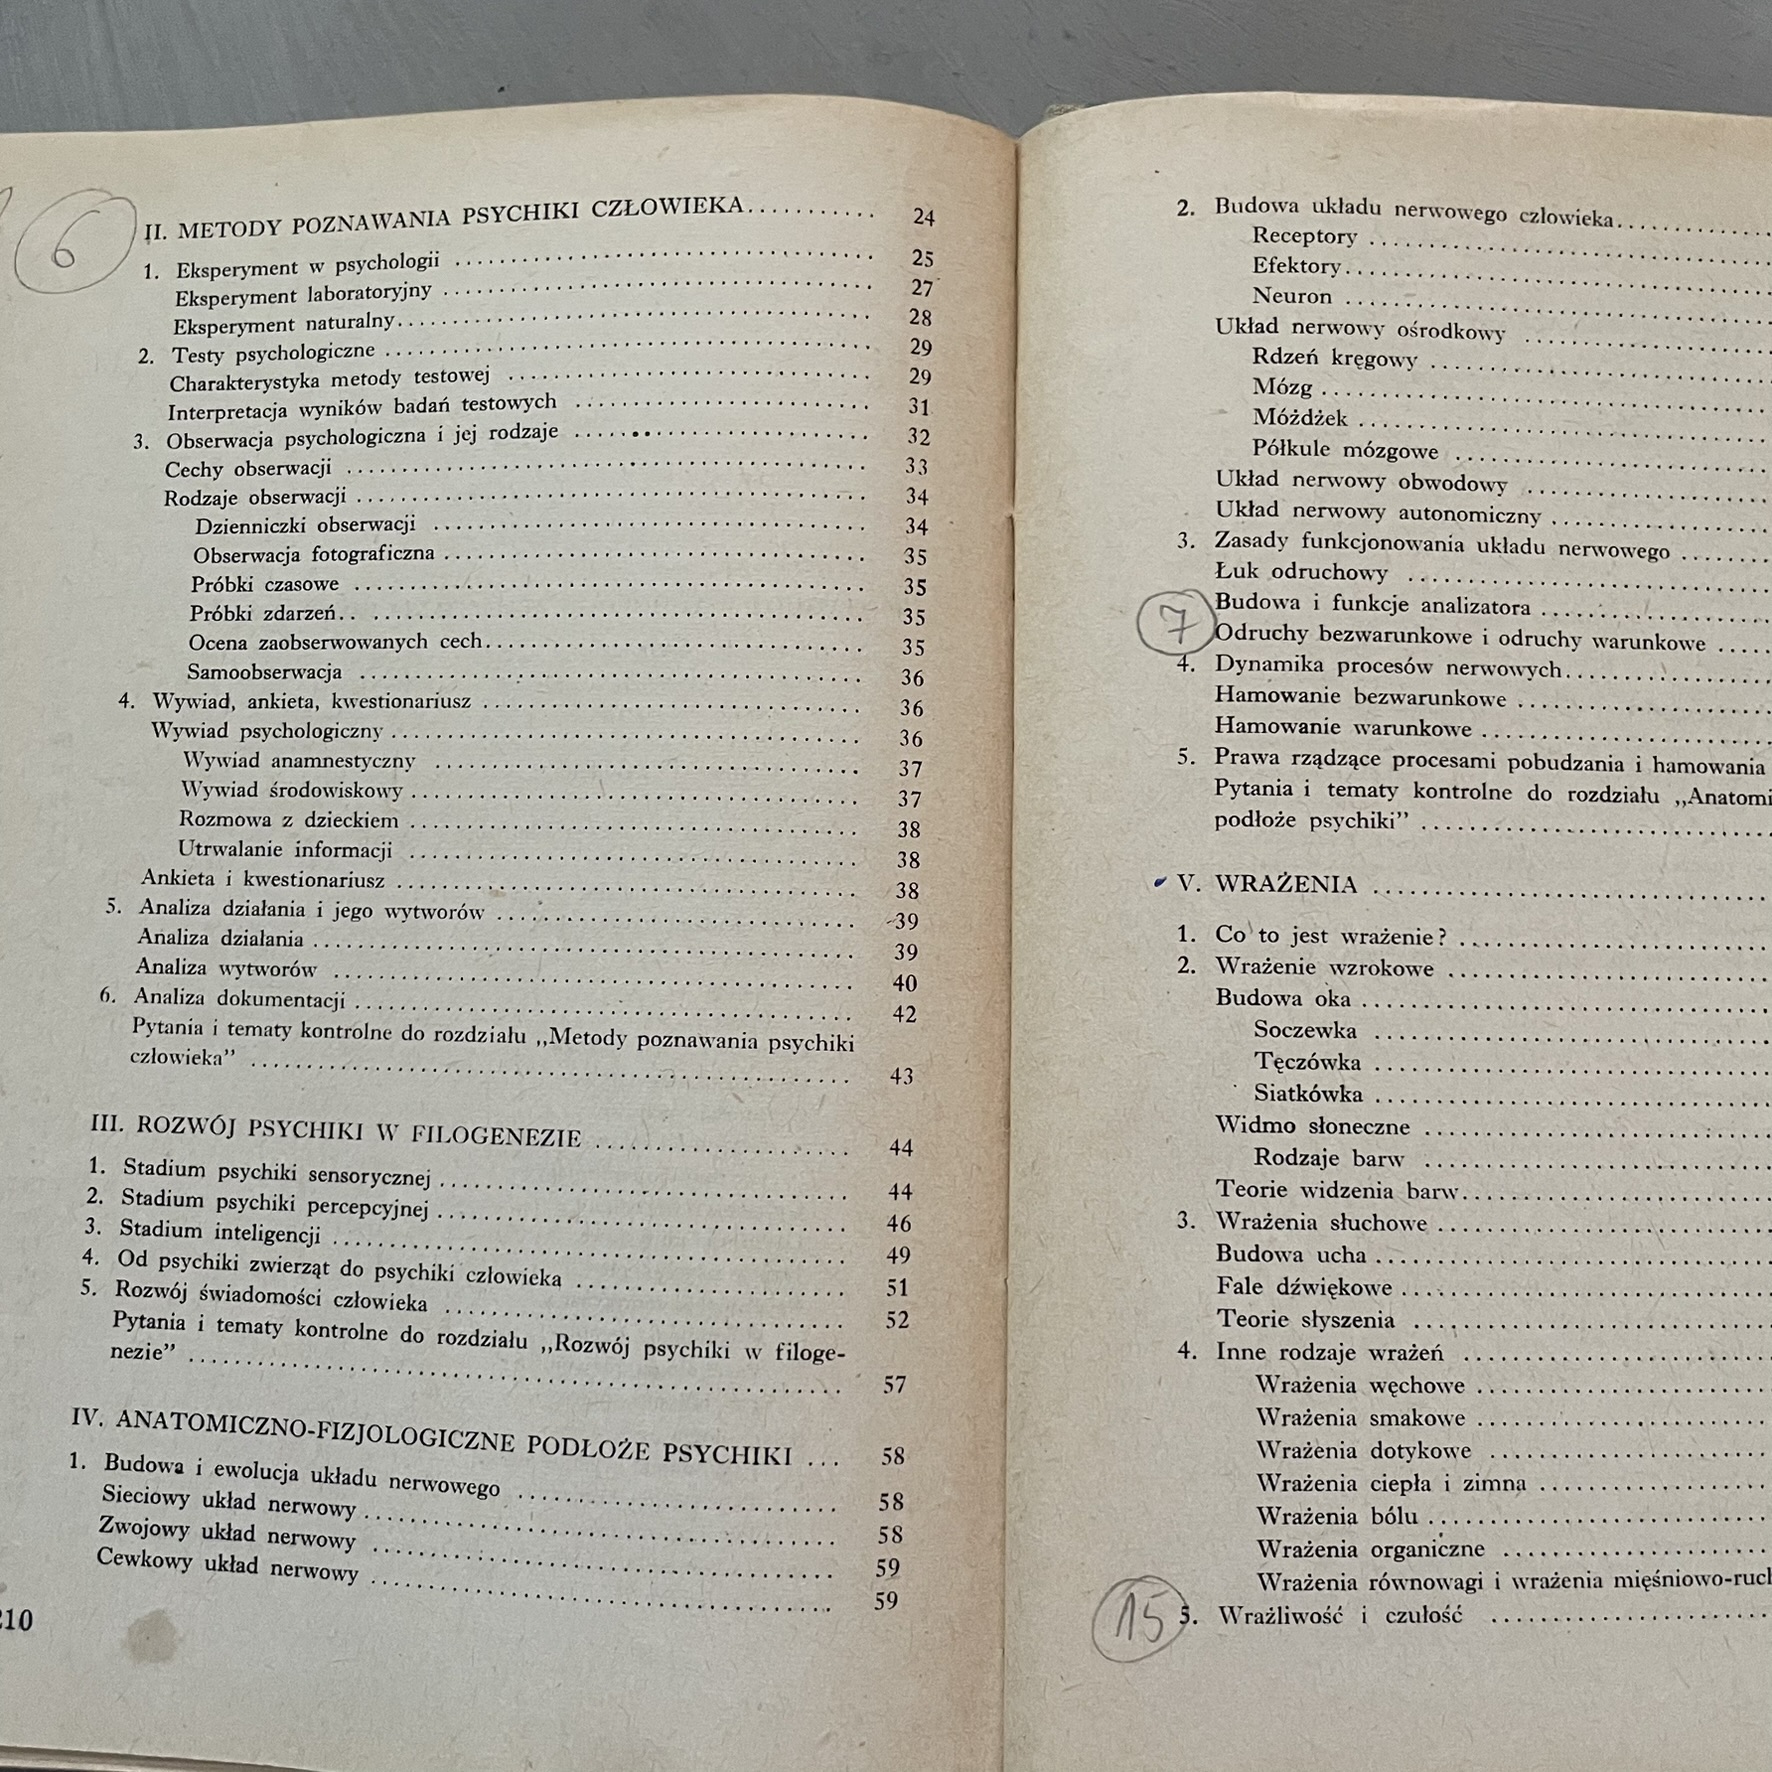 6
II. METODY POZNAWANIA PSYCHIKI CZŁOWIEKA........... 24
1. Eksperyment w psychologii ........ 25
Eksperyment laboratoryjny ........ 27
Eksperyment naturalny........ 28
2. Testy psychologiczne ........ 29
Charakterystyka metody testowej ........ 29
Interpretacja wyników badań testowych ........ 31
3. Obserwacja psychologiczna i jej rodzaje ........ 32
Cechy obserwacji ........ 33
Rodzaje obserwacji ........ 34
Dzienniczki obserwacji ........ 34
Obserwacja fotograficzna ........ 35
Próbki czasowe ........ 35
Próbki zdarzeń.. ........ 35
Ocena zaobserwowanych cech........ 35
Samoobserwacja ........ 36
4. Wywiad, ankieta, kwestionariusz ........ 36
Wywiad psychologiczny ........ 36
Wywiad anamnestyczny ........ 37
Wywiad środowiskowy ........ 37
Rozmowa z dzieckiem ........ 38
Utrwalanie informacji ........ 38
Ankieta i kwestionariusz ........ 38
5. Analiza działania i jego wytworów ........ 39
Analiza działania ........ 39
Analiza wytworów ........ 40
6. Analiza dokumentacji ........ 42
Pytania i tematy kontrolne do rozdziału „Metody poznawania psychiki
człowieka” ........ 43
III. ROZWÓJ PSYCHIKI W FILOGENEZIE ........ 44
1. Stadium psychiki sensorycznej ........ 44
2. Stadium psychiki percepcyjnej ........ 46
3. Stadium inteligencji ........ 49
4. Od psychiki zwierząt do psychiki człowieka ........ 51
5. Rozwój świadomości człowieka ........ 52
Pytania i tematy kontrolne do rozdziału „Rozwój psychiki w filoge-
nezie” ........ 57
IV. ANATOMICZNO-FIZJOLOGICZNE PODŁOŻE PSYCHIKI ... 58
1. Budowa i ewolucja układu nerwowego ........ 58
Sieciowy układ nerwowy ........ 58
Zwojowy układ nerwowy ........ 59
Cewkowy układ nerwowy ........ 59
210
2. Budowa układu nerwowego człowieka........
Receptory ........
Efektory........
Neuron ........
Układ nerwowy ośrodkowy ........
Rdzeń kręgowy ........
Mózg ........
Móżdżek ........
Półkule mózgowe ........
Układ nerwowy obwodowy ........
Układ nerwowy autonomiczny ........
3. Zasady funkcjonowania układu nerwowego ........
Łuk odruchowy ........
Budowa i funkcje analizatora ........
7
Odruchy bezwarunkowe i odruchy warunkowe .....
4. Dynamika procesów nerwowych........
Hamowanie bezwarunkowe ........
Hamowanie warunkowe ........
5. Prawa rządzące procesami pobudzania i hamowania
Pytania i tematy kontrolne do rozdziału „Anatomi
podłoże psychiki” ........
V. WRAŻENIA ........
1. Co to jest wrażenie? ........
2. Wrażenie wzrokowe ........
Budowa oka ........
Soczewka ........
Tęczówka ........
Siatkówka ........
Widmo słoneczne ........
Rodzaje barw ........
Teorie widzenia barw........
3. Wrażenia słuchowe ........
Budowa ucha ........
Fale dźwiękowe ........
Teorie słyszenia ........
4. Inne rodzaje wrażeń ........
Wrażenia węchowe ........
Wrażenia smakowe ........
Wrażenia dotykowe ........
Wrażenia ciepła i zimna ........
Wrażenia bólu ........
Wrażenia organiczne ........
Wrażenia równowagi i wrażenia mięśniowo-ruch
15
5. Wrażliwość i czułość ........